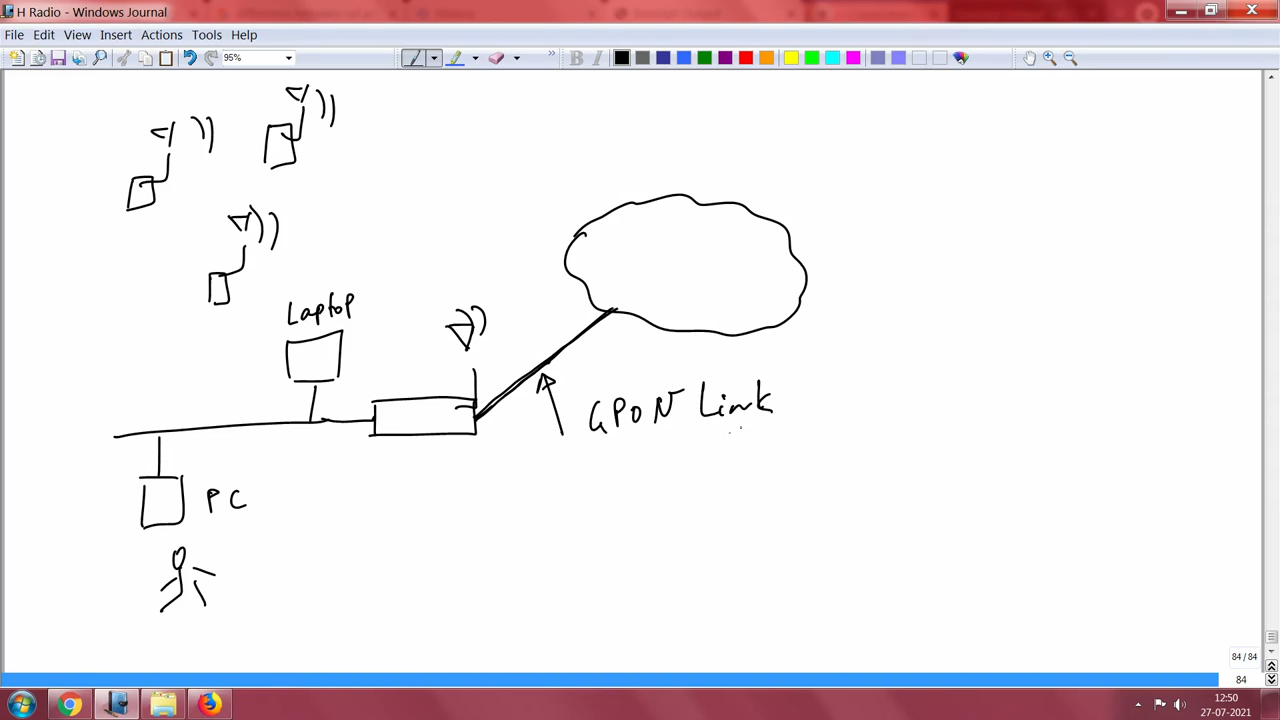 H Radio - Windows Journal
File Edit View Insert Actions Tools Help
95%
Laptop
GPON Link
PC
84 / 84
84
12:50
27-07-2021